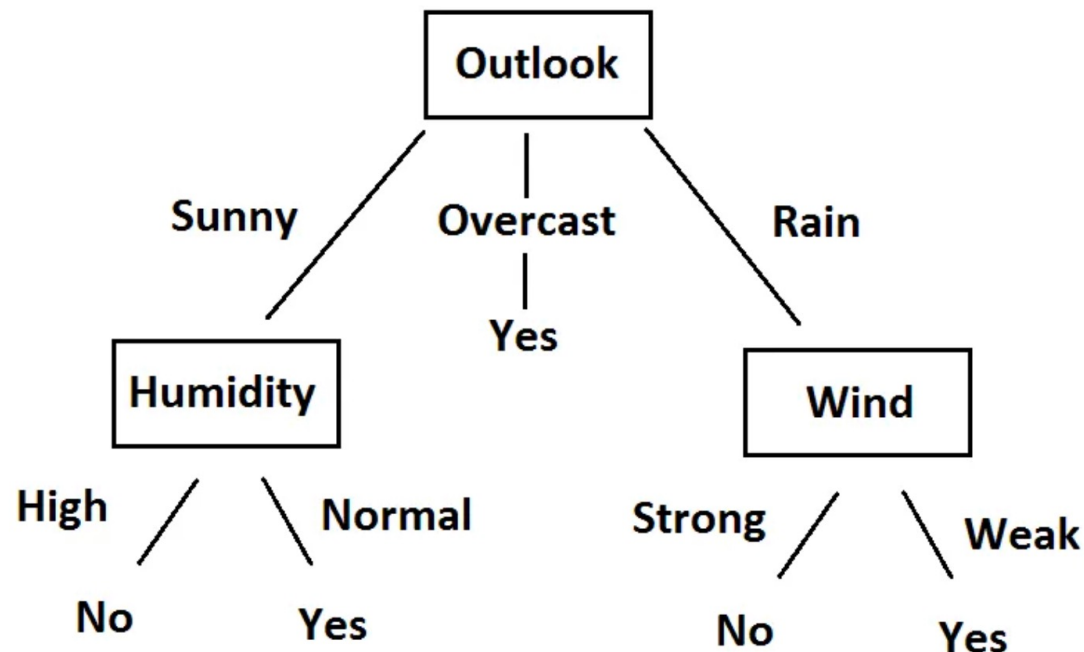 Outlook
Sunny
Overcast
Rain
Yes
Humidity
Wind
High
Normal
Strong
Weak
No
Yes
No
Yes